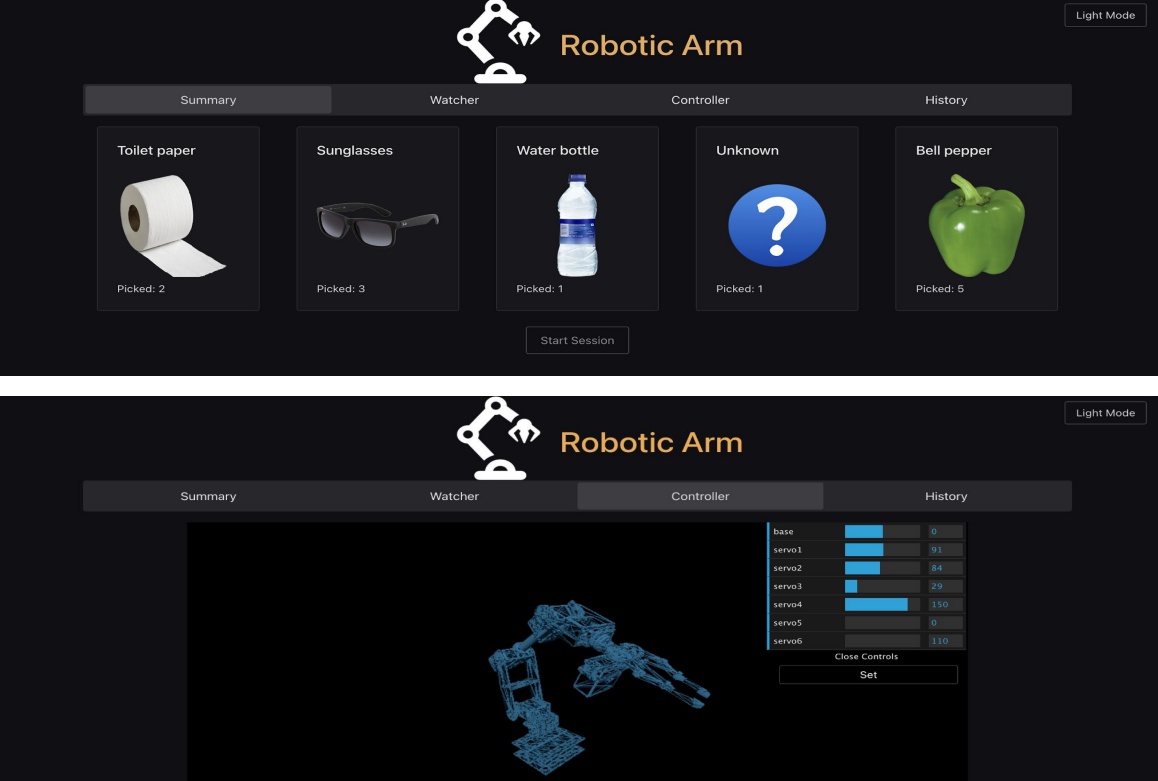 Light Mode
Robotic Arm
Summary Watcher Controller History
Toilet paper Sunglasses Water bottle Unknown Bell pepper
?
Picked: 2 Picked: 3 Picked: 1 Picked: 1 Picked: 5
Start Session
Light Mode
Robotic Arm
Summary Watcher Controller History
base 0
servo1 91
servo2 84
servo3 29
servo4 150
servo5 0
servo6 110
Close Controls
Set